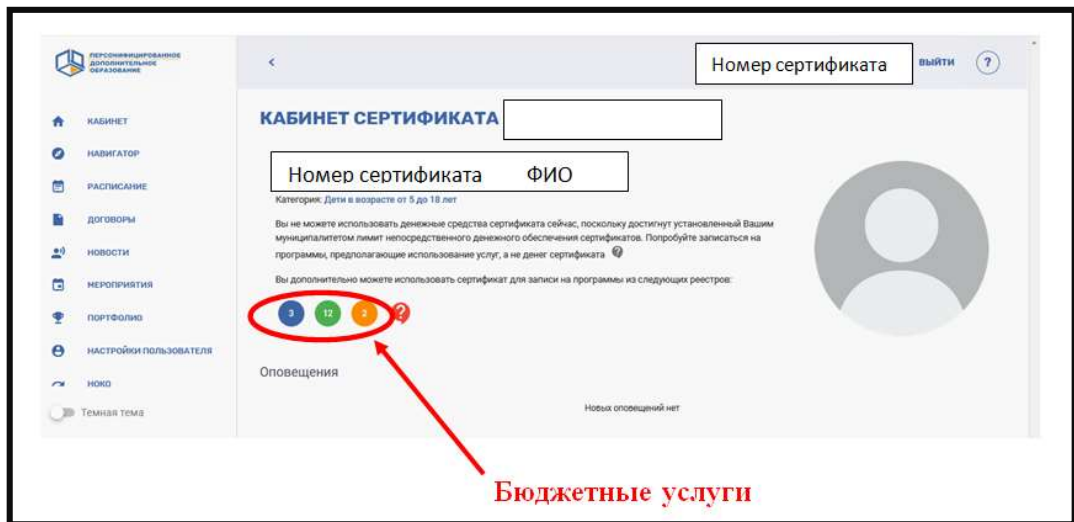 ПЕРСОНИФИЦИРОВАННОЕ
ДОПОЛНИТЕЛЬНОЕ
ОБРАЗОВАНИЕ
Номер сертификата
ВЫЙТИ
?
КАБИНЕТ
НАВИГАТОР
РАСПИСАНИЕ
ДОГОВОРЫ
НОВОСТИ
МЕРОПРИЯТИЯ
ПОРТФОЛИО
НАСТРОЙКИ ПОЛЬЗОВАТЕЛЯ
НОКО
Темная тема
КАБИНЕТ СЕРТИФИКАТА
Номер сертификата ФИО
Категория: Дети в возрасте от 5 до 18 лет
Вы не можете использовать денежные средства сертификата сейчас, поскольку достигнут установленный Вашим
муниципалитетом лимит непосредственного денежного обеспечения сертификатов. Попробуйте записаться на
программы, предполагающие использование услуг, а не денег сертификата ?
Вы дополнительно можете использовать сертификат для записи на программы из следующих реестров:
3 12 2 ?
Оповещения
Новых оповещений нет
Бюджетные услуги